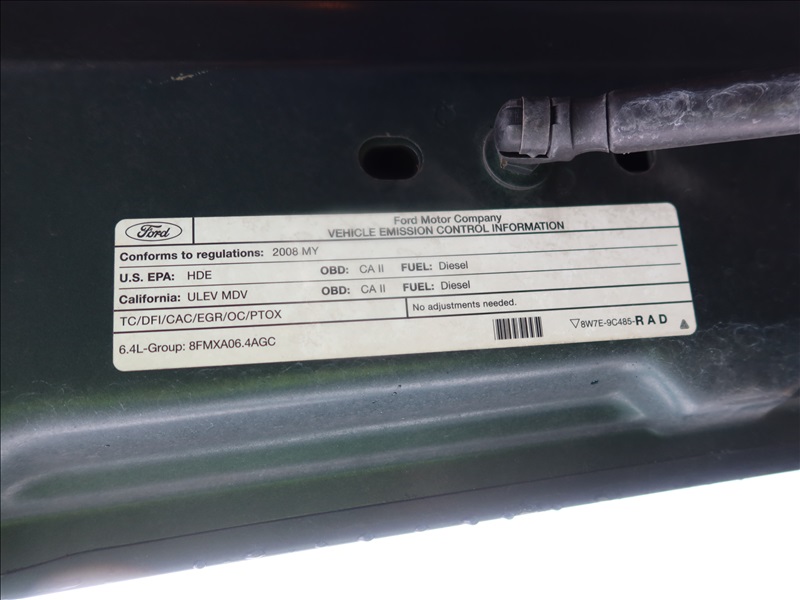 Ford
Ford Motor Company
VEHICLE EMISSION CONTROL INFORMATION
Conforms to regulations: 2008 MY
U.S. EPA: HDE OBD: CA II FUEL: Diesel
California: ULEV MDV OBD: CA II FUEL: Diesel
TC/DFI/CAC/EGR/OC/PTOX No adjustments needed.
6.4L-Group: 8FMXA06.4AGC 8W7E-9C485-RAD